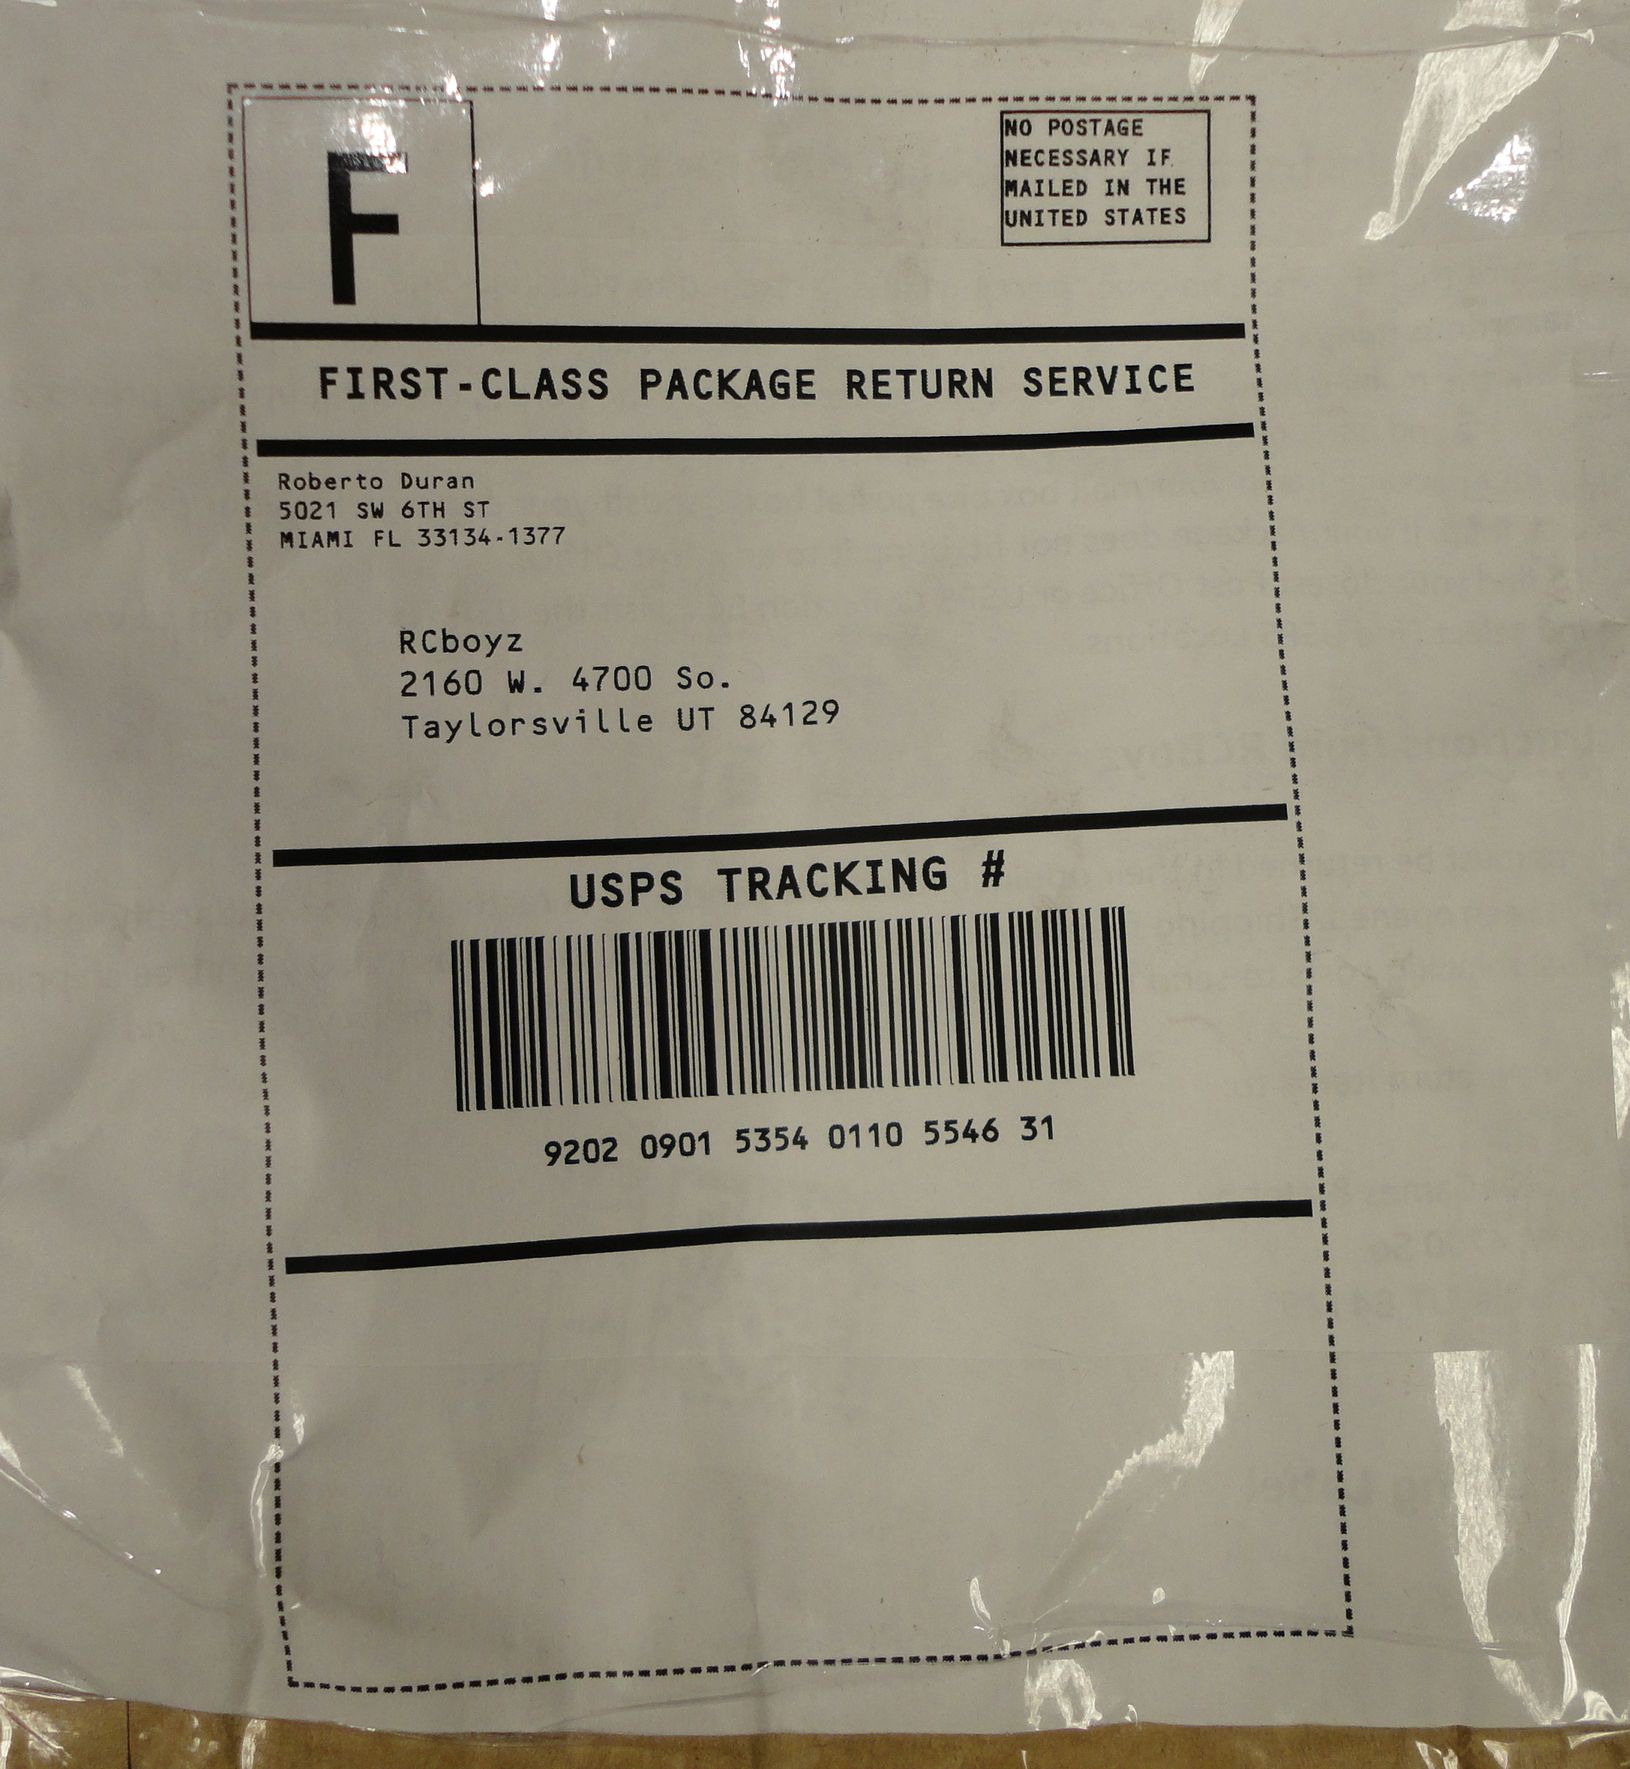 F
NO POSTAGE
NECESSARY IF
MAILED IN THE
UNITED STATES
FIRST-CLASS PACKAGE RETURN SERVICE
Roberto Duran
5021 SW 6TH ST
MIAMI FL 33134-1377
RCboyz
2160 W. 4700 So.
Taylorsville UT 84129
USPS TRACKING #
9202 0901 5354 0110 5546 31